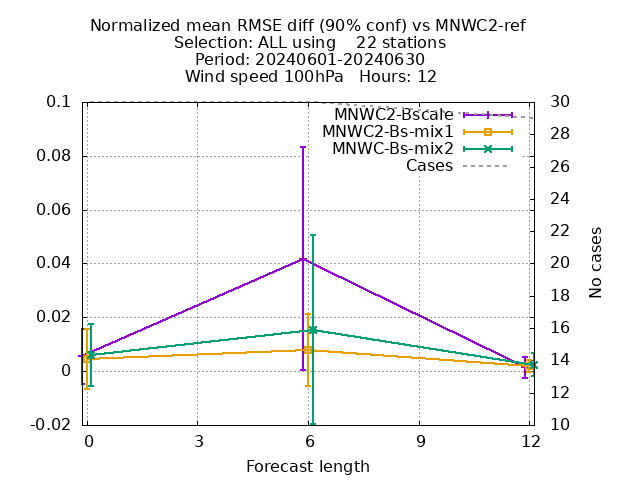 Normalized mean RMSE diff (90% conf) vs MNWC2-ref
Selection: ALL using    22 stations
Period: 20240601-20240630
Wind speed 100hPa   Hours: 12
MNWC2-Bscale
MNWC2-Bs-mix1
MNWC-Bs-mix2
Cases
0.1
0.08
0.06
0.04
0.02
0
-0.02
30
28
26
24
22
20
18
16
14
12
10
No cases
0 3 6 9 12
Forecast length